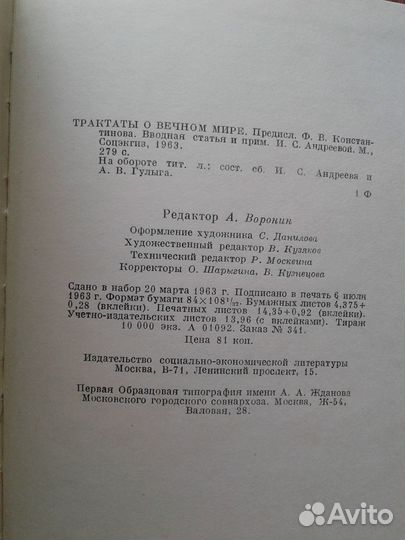 ТРАКТАТЫ О ВЕЧНОМ МИРЕ. Предисл. Ф. В. Констан-
тинова. Вводная статья и прим. И. С. Андреевой. М.,
Соцэкгиз, 1963.
279 с.
На обороте тит. л.: сост. сб. И. С. Андреева и
А. В. Гулыга.
1 Ф
Редактор А. Воронин
Оформление художника С. Данилова
Художественный редактор В. Кузяков
Технический редактор Р. Москвина
Корректоры О. Шарыгина, В. Кузнецова
Сдано в набор 20 марта 1963 г. Подписано в печать 6 июля
1963 г. Формат бумаги 84×108 1/32. Бумажных листов 4,375+
0,28 (вклейки). Печатных листов 14,35+0,92 (вклейки).
Учетно-издательских листов 13,96 (с вклейками). Тираж
10 000 экз. А 01092. Заказ № 341.
Цена 81 коп.
Издательство социально-экономической литературы
Москва, В-71, Ленинский проспект, 15.
Первая Образцовая типография имени А. А. Жданова
Московского городского совнархоза. Москва, Ж-54,
Валовая, 28.
Avito